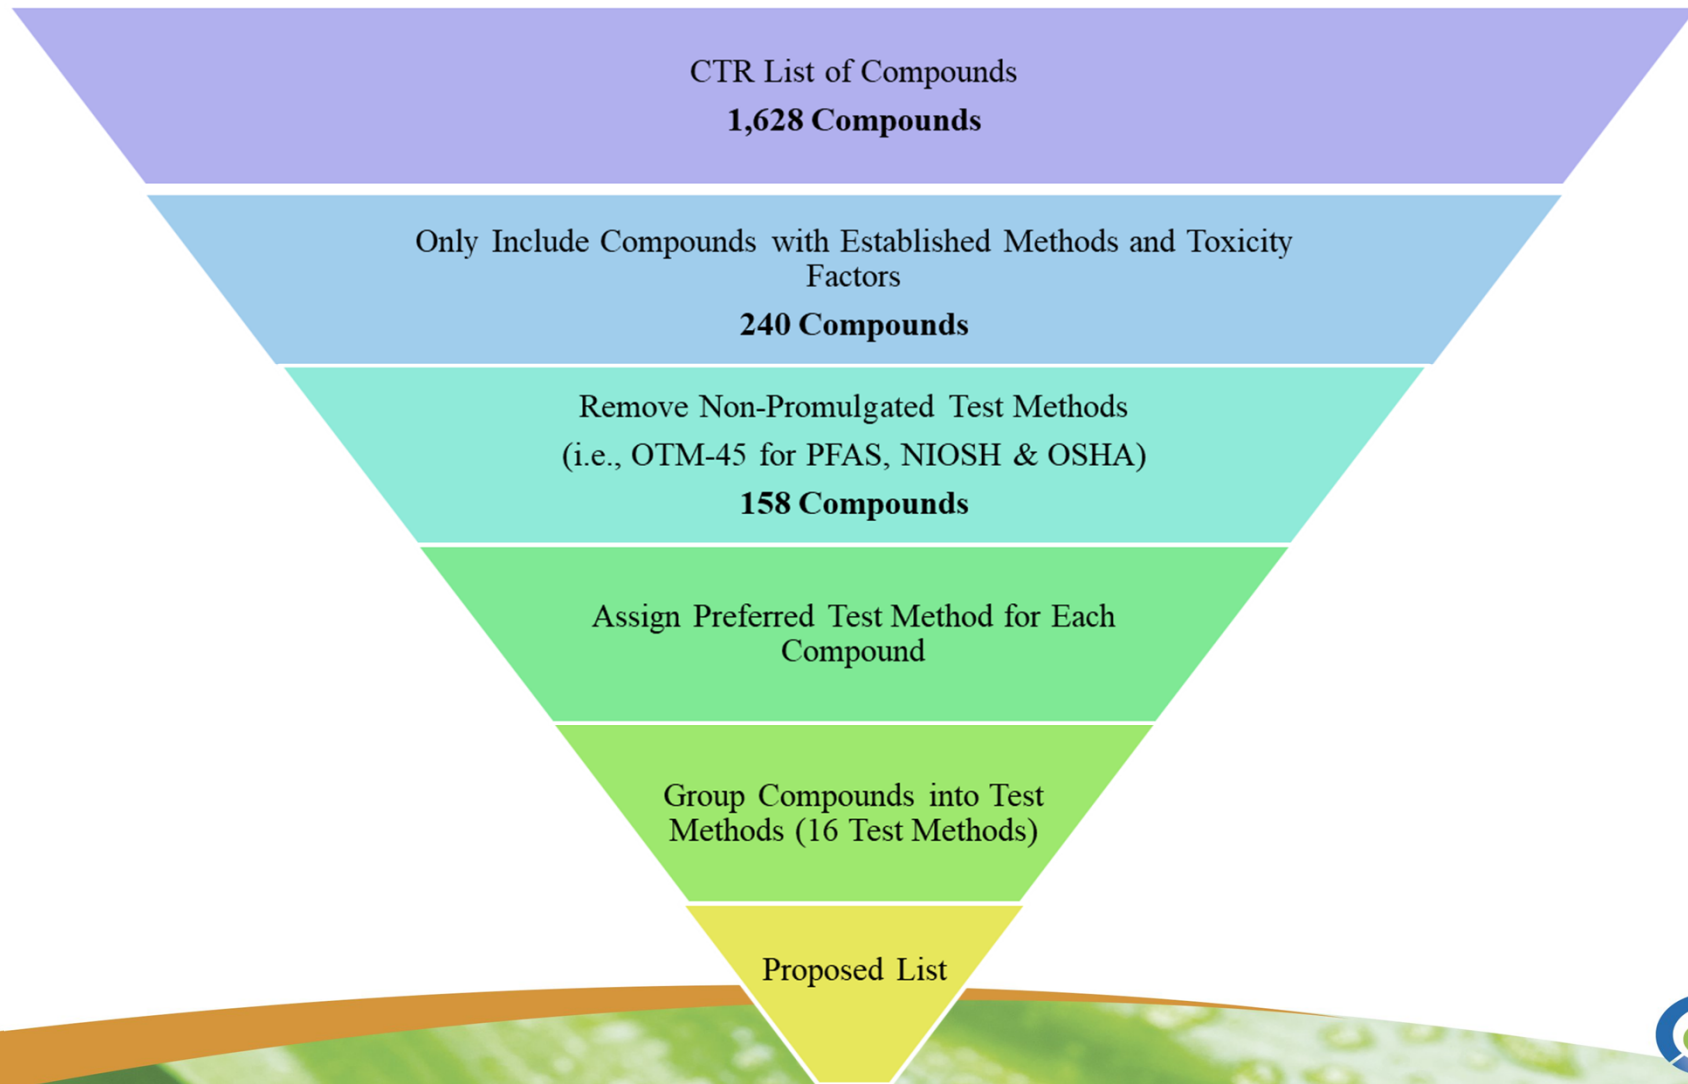 CTR List of Compounds
1,628 Compounds
Only Include Compounds with Established Methods and Toxicity
Factors
240 Compounds
Remove Non-Promulgated Test Methods
(i.e., OTM-45 for PFAS, NIOSH & OSHA)
158 Compounds
Assign Preferred Test Method for Each
Compound
Group Compounds into Test
Methods (16 Test Methods)
Proposed List